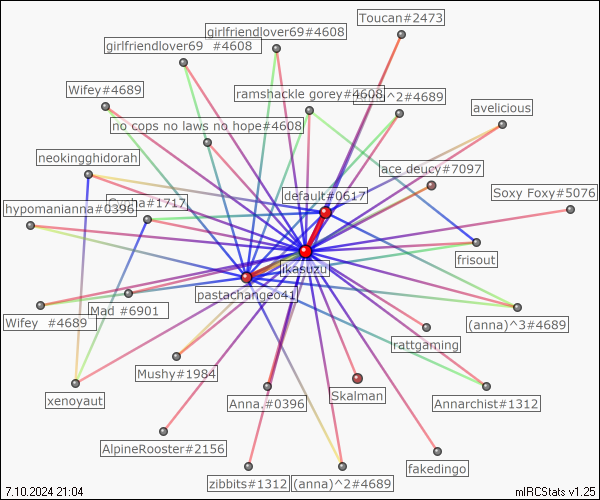 Toucan#2473
girlfriendlover69#4608
girlfriendlover69 #4608
Wifey#4689
ramshackle gorey#4608
^2#4689
avelicious
no cops no laws no hope#4608
neokingghidorah
ace deucy#7097
default#0617
Soxy Foxy#5076
#1717
hypomanianna#0396
frisout
ikasuzu
pastachangeo41
Mad #6901
Wifey #4689
(anna)^3#4689
rattgaming
Mushy#1984
Skalman
xenoyaut
Anna.#0396
Annarchist#1312
AlpineRooster#2156
fakedingo
zibbits#1312
(anna)^2#4689
7.10.2024 21:04
mIRCStats v1.25